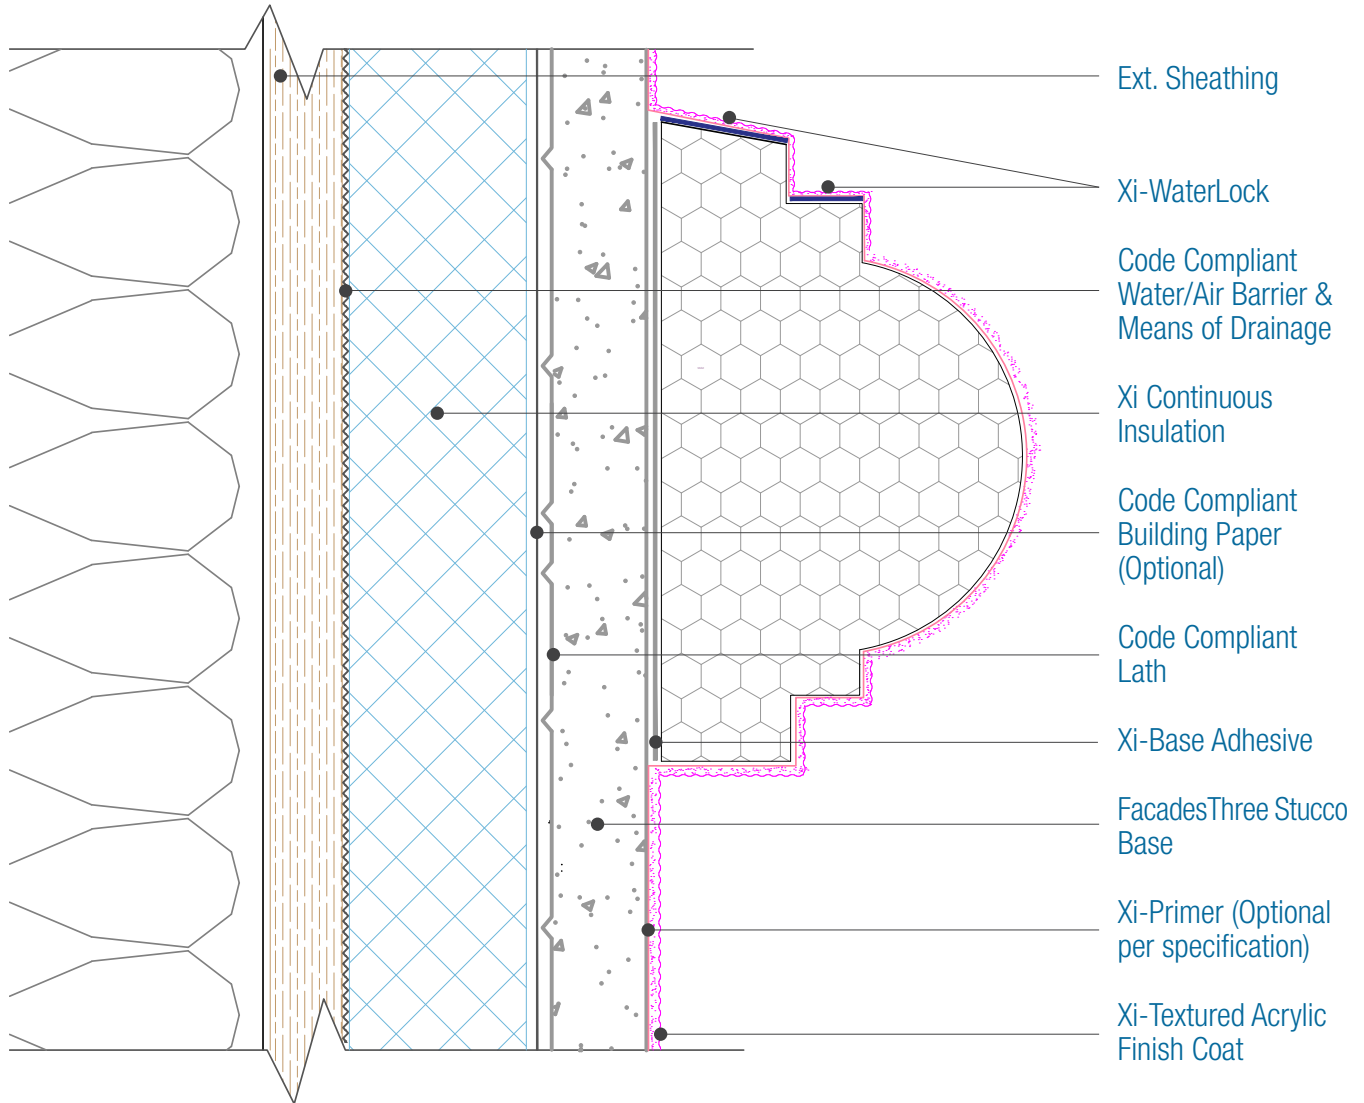 Ext. Sheathing
Xi-WaterLock
Code Compliant
Water/Air Barrier &
Means of Drainage
Xi Continuous
Insulation
Code Compliant
Building Paper
(Optional)
Code Compliant
Lath
Xi-Base Adhesive
FacadesThree Stucco
Base
Xi-Primer (Optional
per specification)
Xi-Textured Acrylic
Finish Coat